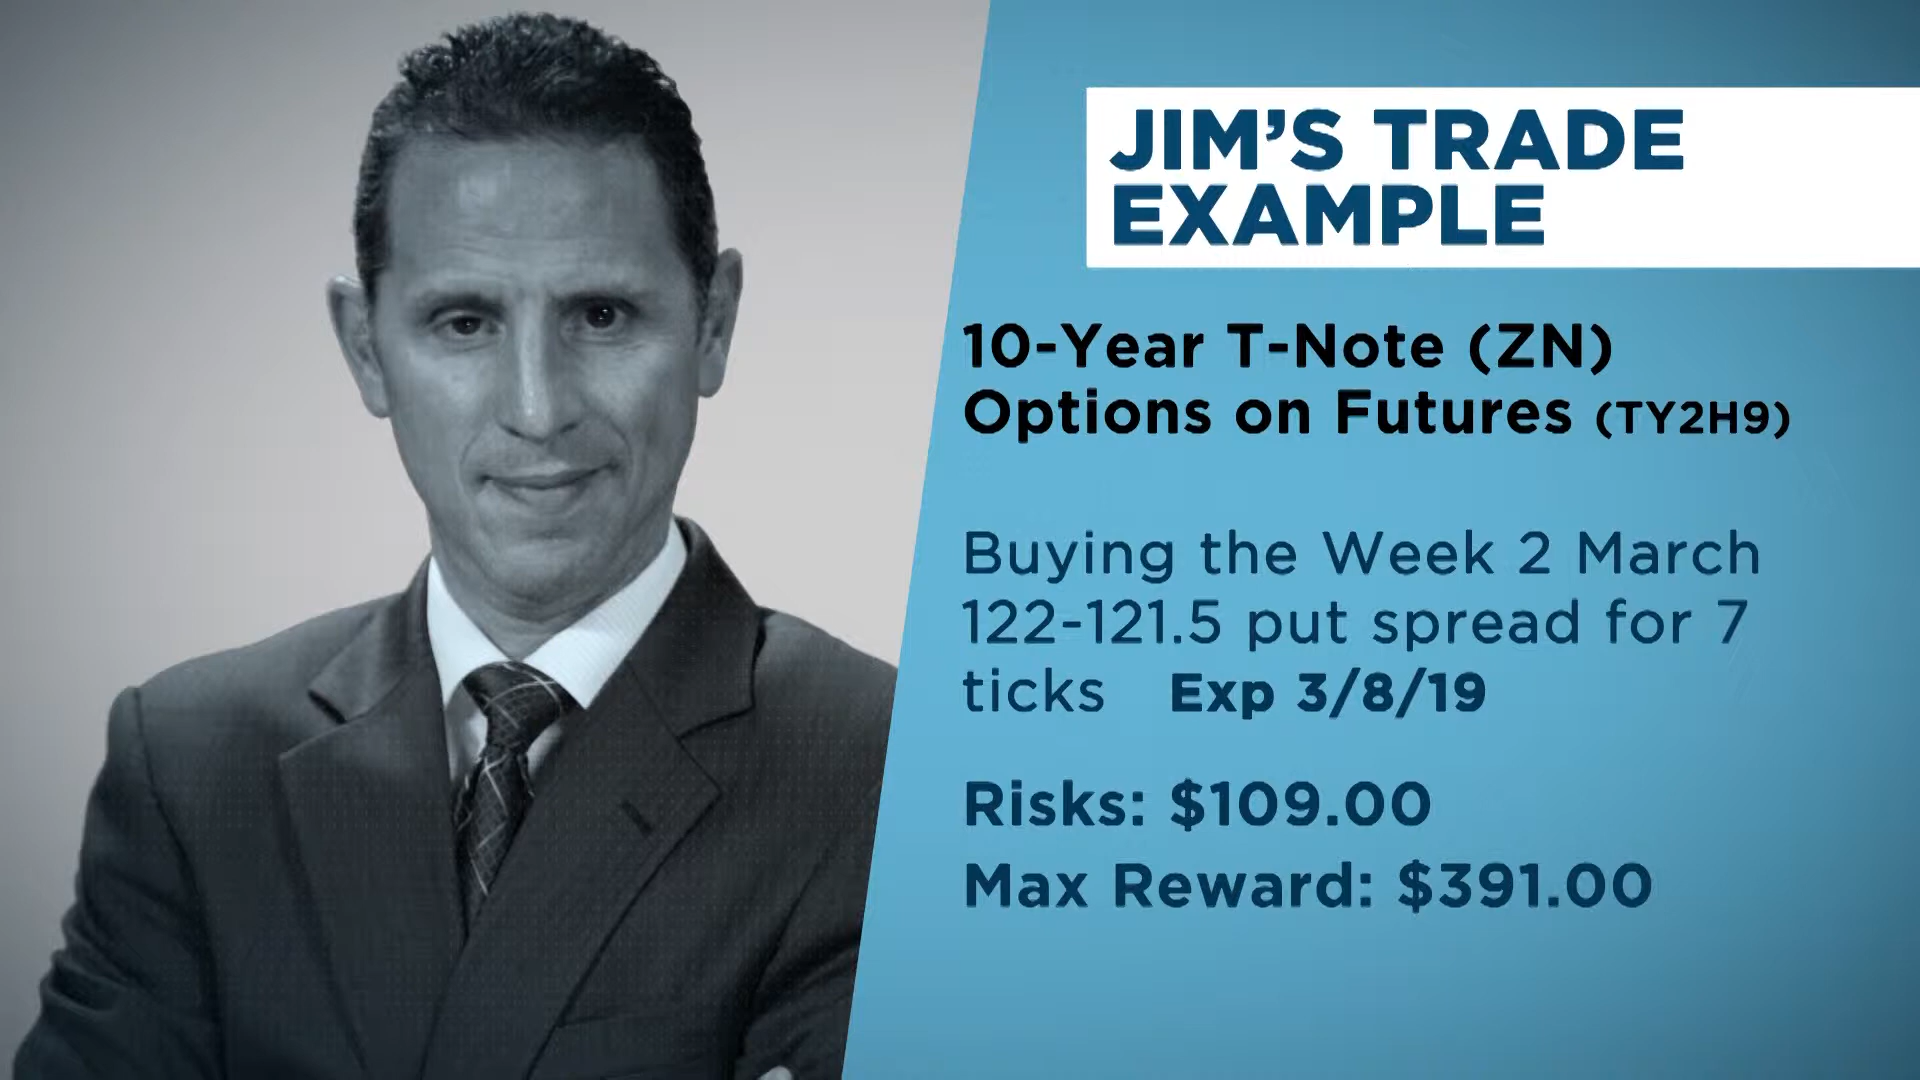 JIM'S TRADE
EXAMPLE
10-Year T-Note (ZN)
Options on Futures (TY2H9)
Buying the Week 2 March
122-121.5 put spread for 7
ticks Exp 3/8/19
Risks: $109.00
Max Reward: $391.00